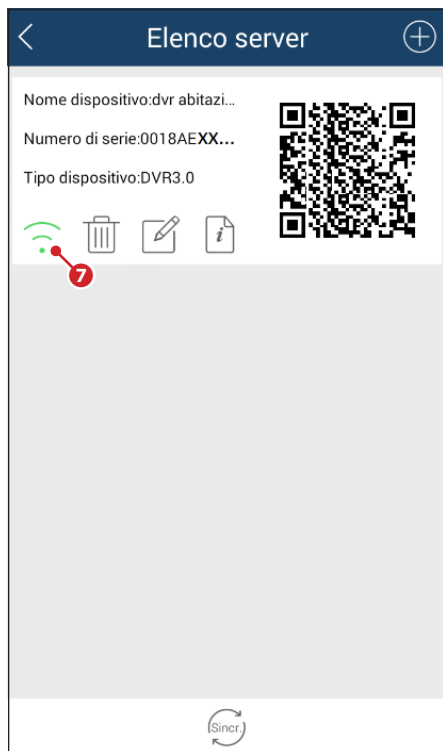 Elenco server
Nome dispositivo:dvr abitazi...
Numero di serie:0018AEXX...
Tipo dispositivo:DVR3.0
i
7
Sincr.